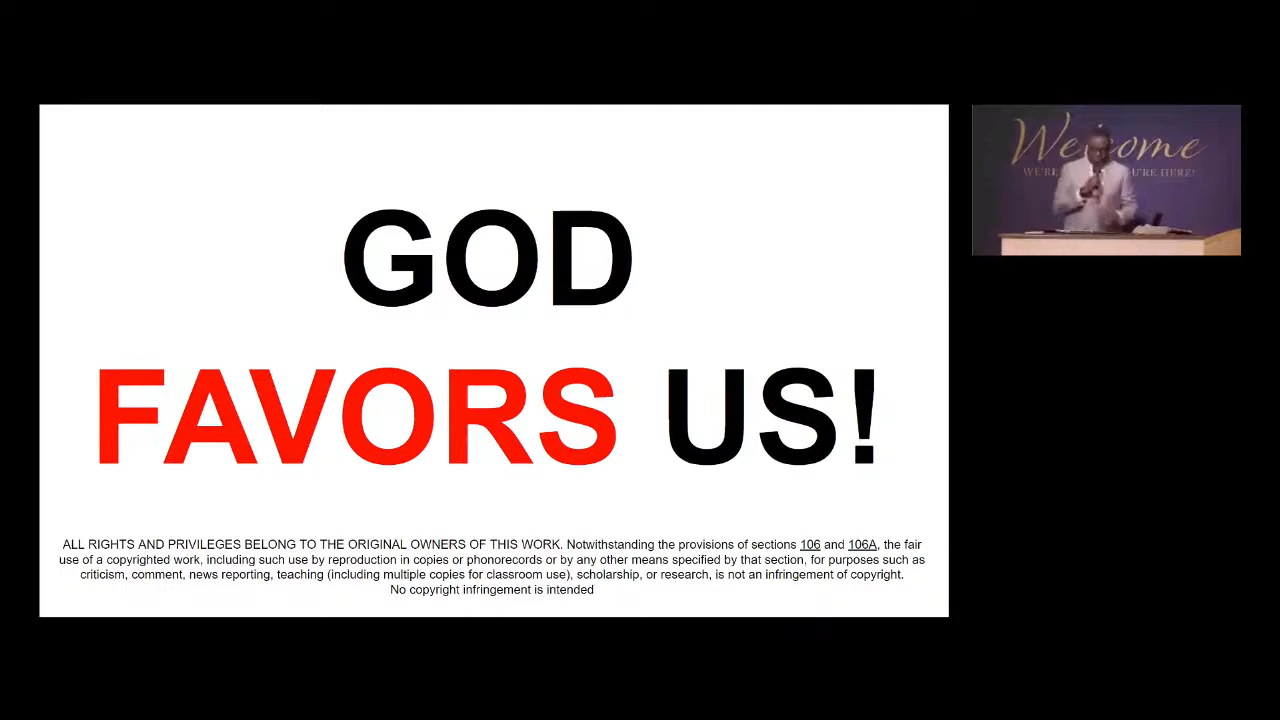 GOD
FAVORS US!
ALL RIGHTS AND PRIVILEGES BELONG TO THE ORIGINAL OWNERS OF THIS WORK. Notwithstanding the provisions of sections 106 and 106A, the fair
use of a copyrighted work, including such use by reproduction in copies or phonorecords or by any other means specified by that section, for purposes such as
criticism, comment, news reporting, teaching (including multiple copies for classroom use), scholarship, or research, is not an infringement of copyright.
No copyright infringement is intended